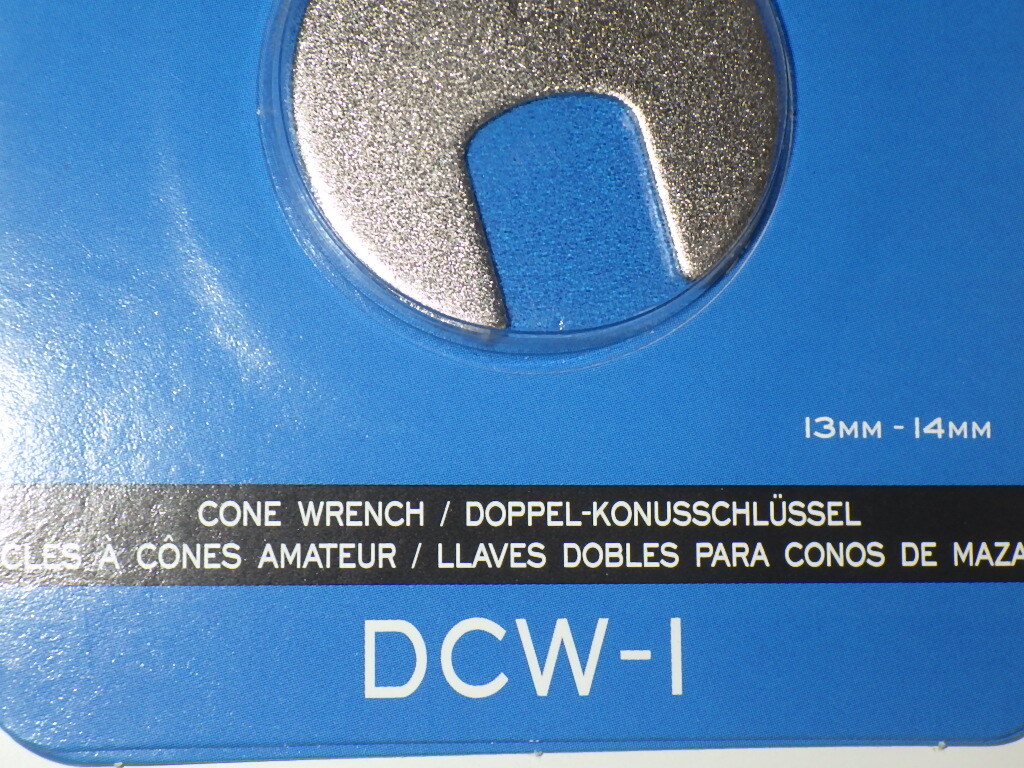 13MM - 14MM
CONE WRENCH / DOPPEL-KONUSSCHLÜSSEL
CLES À CÔNES AMATEUR / LLAVES DOBLES PARA CONOS DE MAZA
DCW-1